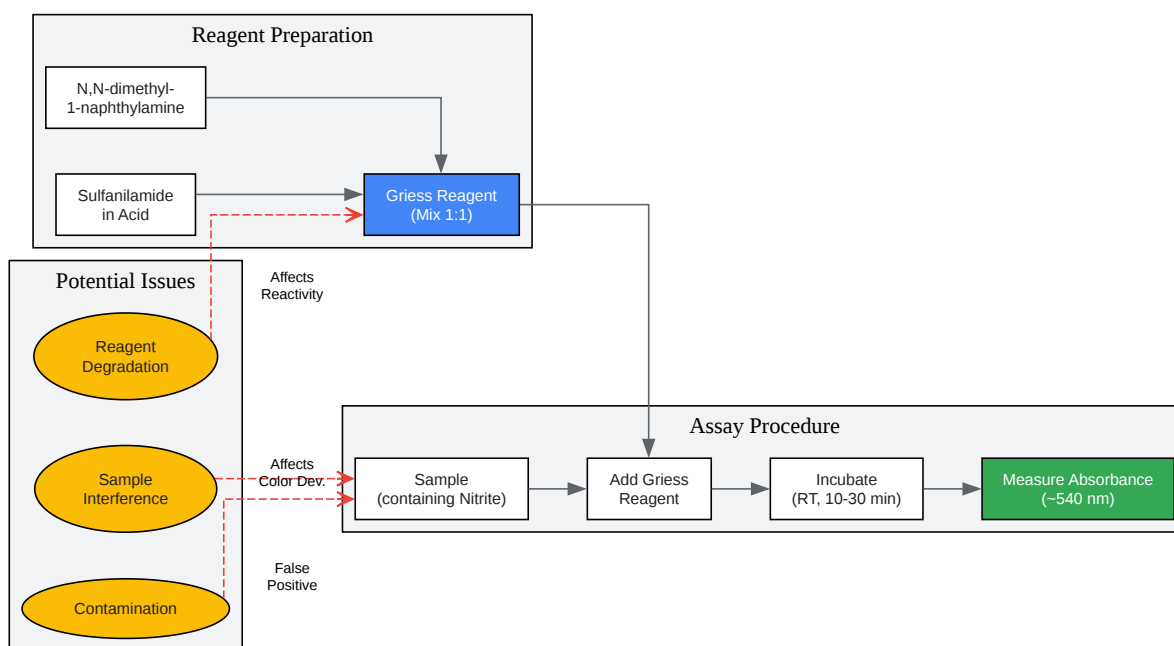 Reagent Preparation
N,N-dimethyl-
1-naphthylamine
Sulfanilamide
in Acid
Griess Reagent
(Mix 1:1)
Potential Issues
Affects
Reactivity
Reagent
Degradation
Assay Procedure
Sample
Interference
Affects
Color Dev.
Sample
(containing Nitrite)
Add Griess
Reagent
Incubate
(RT, 10-30 min)
Measure Absorbance
(~540 nm)
False
Positive
Contamination